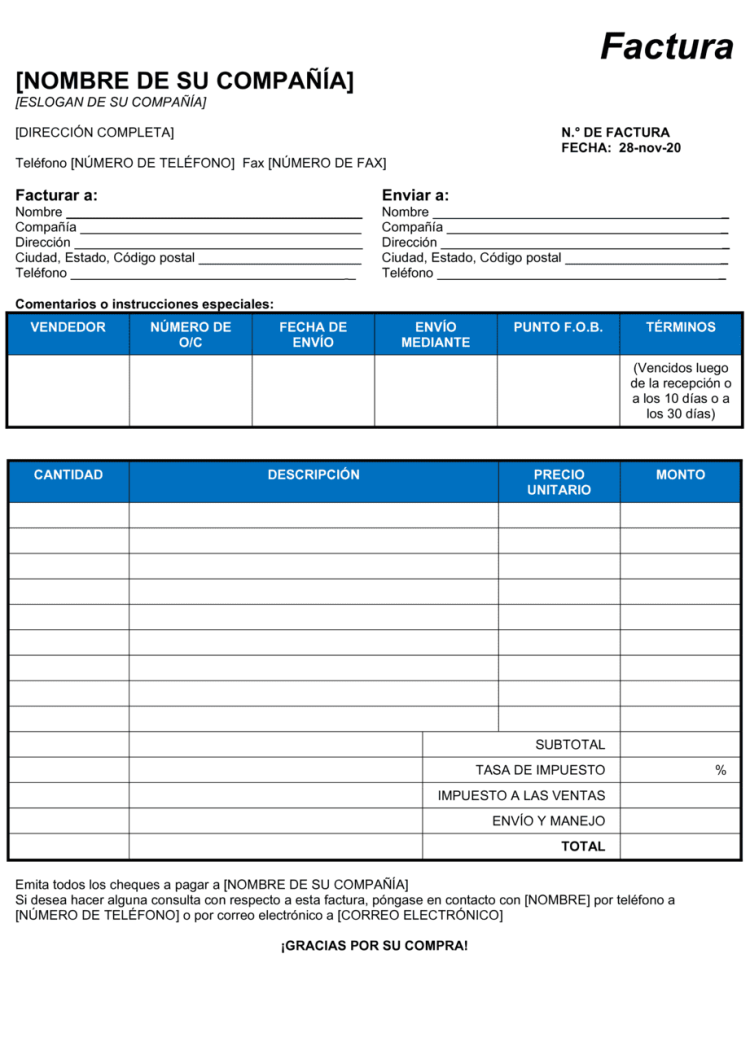 Factura
[NOMBRE DE SU COMPAÑÍA]
[ESLOGAN DE SU COMPAÑÍA]
[DIRECCIÓN COMPLETA]
N.° DE FACTURA
FECHA: 28-nov-20
Teléfono [NÚMERO DE TELÉFONO] Fax [NÚMERO DE FAX]
Facturar a:
Nombre
Compañía
Dirección
Ciudad, Estado, Código postal
Teléfono
Enviar a:
Nombre
Compañía
Dirección
Ciudad, Estado, Código postal
Teléfono
Comentarios o instrucciones especiales:
VENDEDOR
NÚMERO DE
O/C
FECHA DE
ENVÍO
ENVÍO
MEDIANTE
PUNTO F.O.B.
TÉRMINOS
(Vencidos luego
de la recepción o
a los 10 días o a
los 30 días)
CANTIDAD
DESCRIPCIÓN
PRECIO
UNITARIO
MONTO
SUBTOTAL
TASA DE IMPUESTO %
IMPUESTO A LAS VENTAS
ENVÍO Y MANEJO
TOTAL
Emita todos los cheques a pagar a [NOMBRE DE SU COMPAÑÍA]
Si desea hacer alguna consulta con respecto a esta factura, póngase en contacto con [NOMBRE] por teléfono a
[NÚMERO DE TELÉFONO] o por correo electrónico a [CORREO ELECTRÓNICO]
¡GRACIAS POR SU COMPRA!